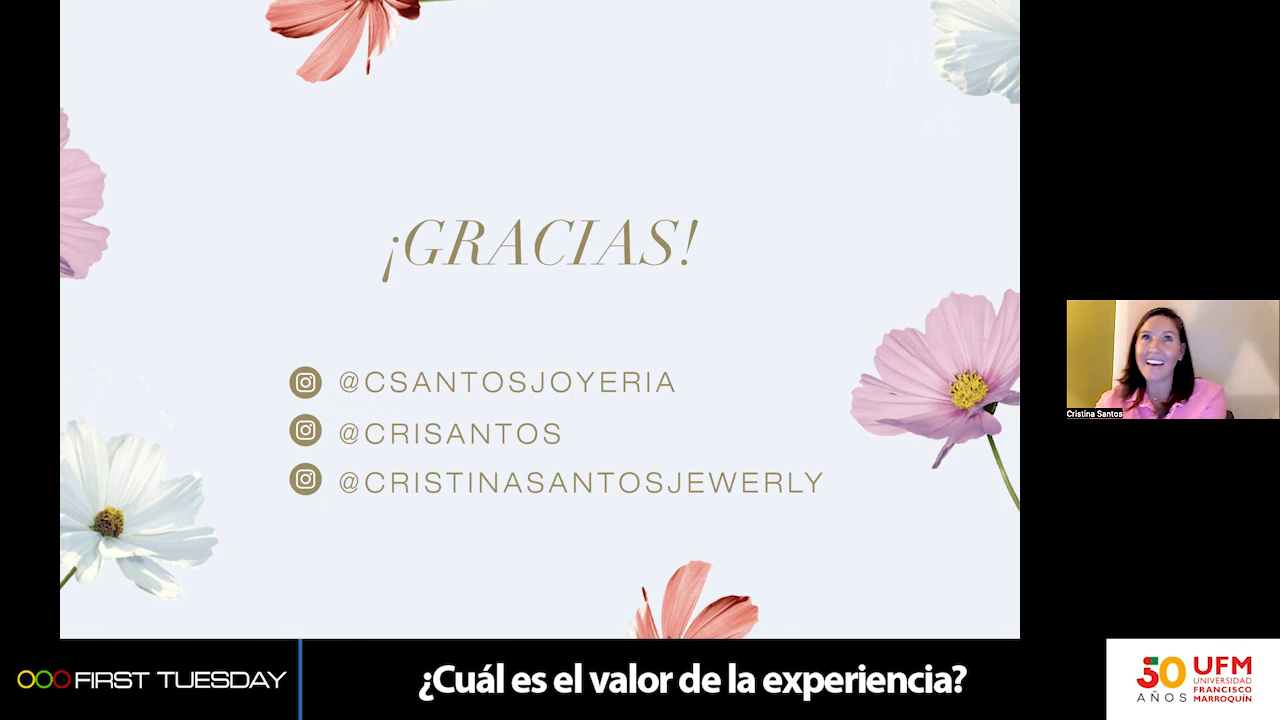 ¡GRACIAS!
@CSANTOSJOYERIA
@CRISANTOS
@CRISTINASANTOSJEWERLY
Cristina Santos
FIRST TUESDAY
¿Cuál es el valor de la experiencia?
50
AÑOS
UFM
UNIVERSIDAD
FRANCISCO
MARROQUÍN